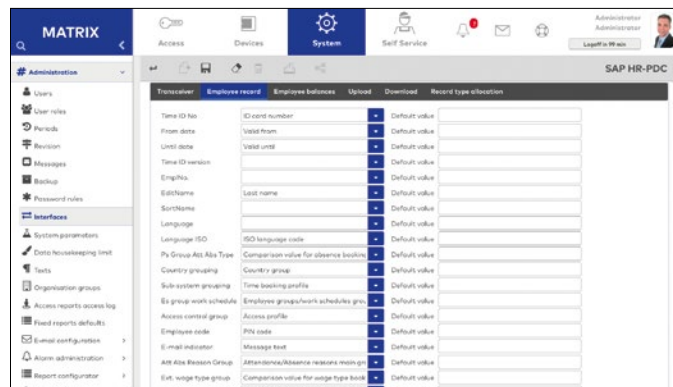 MATRIX
Access
Devices
System
Self Service
Administrator
Administrator
Logoff in 99 min
Administration
SAP HR-PDC
Users
User roles
Periods
Revision
Messages
Backup
Password rules
Interfaces
System parameters
Data housekeeping limit
Texts
Organisation groups
Access reports access log
Fixed reports defaults
E-mail configuration
Alarm administration
Report configurator
Transceiver Employee record Employee balances Upload Download Record type allocation
Time ID No ID card number Default value
From date Valid from Default value
Until date Valid until Default value
Time ID version Default value
EmplNo. Default value
EditName Last name Default value
SortName Default value
Language Default value
Language ISO ISO language code Default value
Ps Group Att Abs Type Comparison value for absence bookin Default value
Country grouping Country group Default value
Sub-system grouping Time booking profile Default value
Es group work schedule Employee groups/work schedules grou Default value
Access control group Access profile Default value
Employee code PIN code Default value
E-mail indicator Message text Default value
Att Abs Reason Group Attendance/Absence reasons main gr Default value
Ext. wage type group Comparison value for wage type book Default value